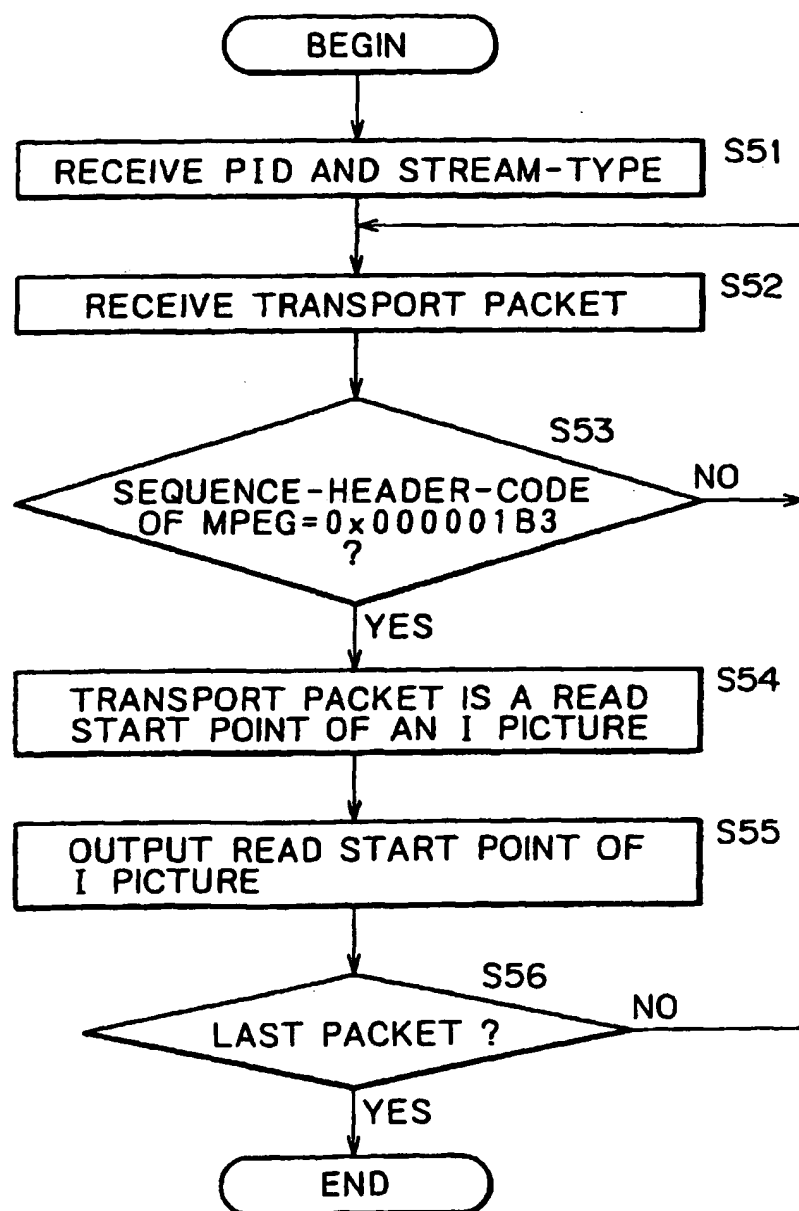 BEGIN
S51
RECEIVE PID AND STREAM-TYPE
S52
RECEIVE TRANSPORT PACKET
S53
SEQUENCE-HEADER-CODE
OF MPEG=0x000001B3
?
NO
YES
S54
TRANSPORT PACKET IS A READ
START POINT OF AN I PICTURE
S55
OUTPUT READ START POINT OF
I PICTURE
S56
LAST PACKET ?
NO
YES
END